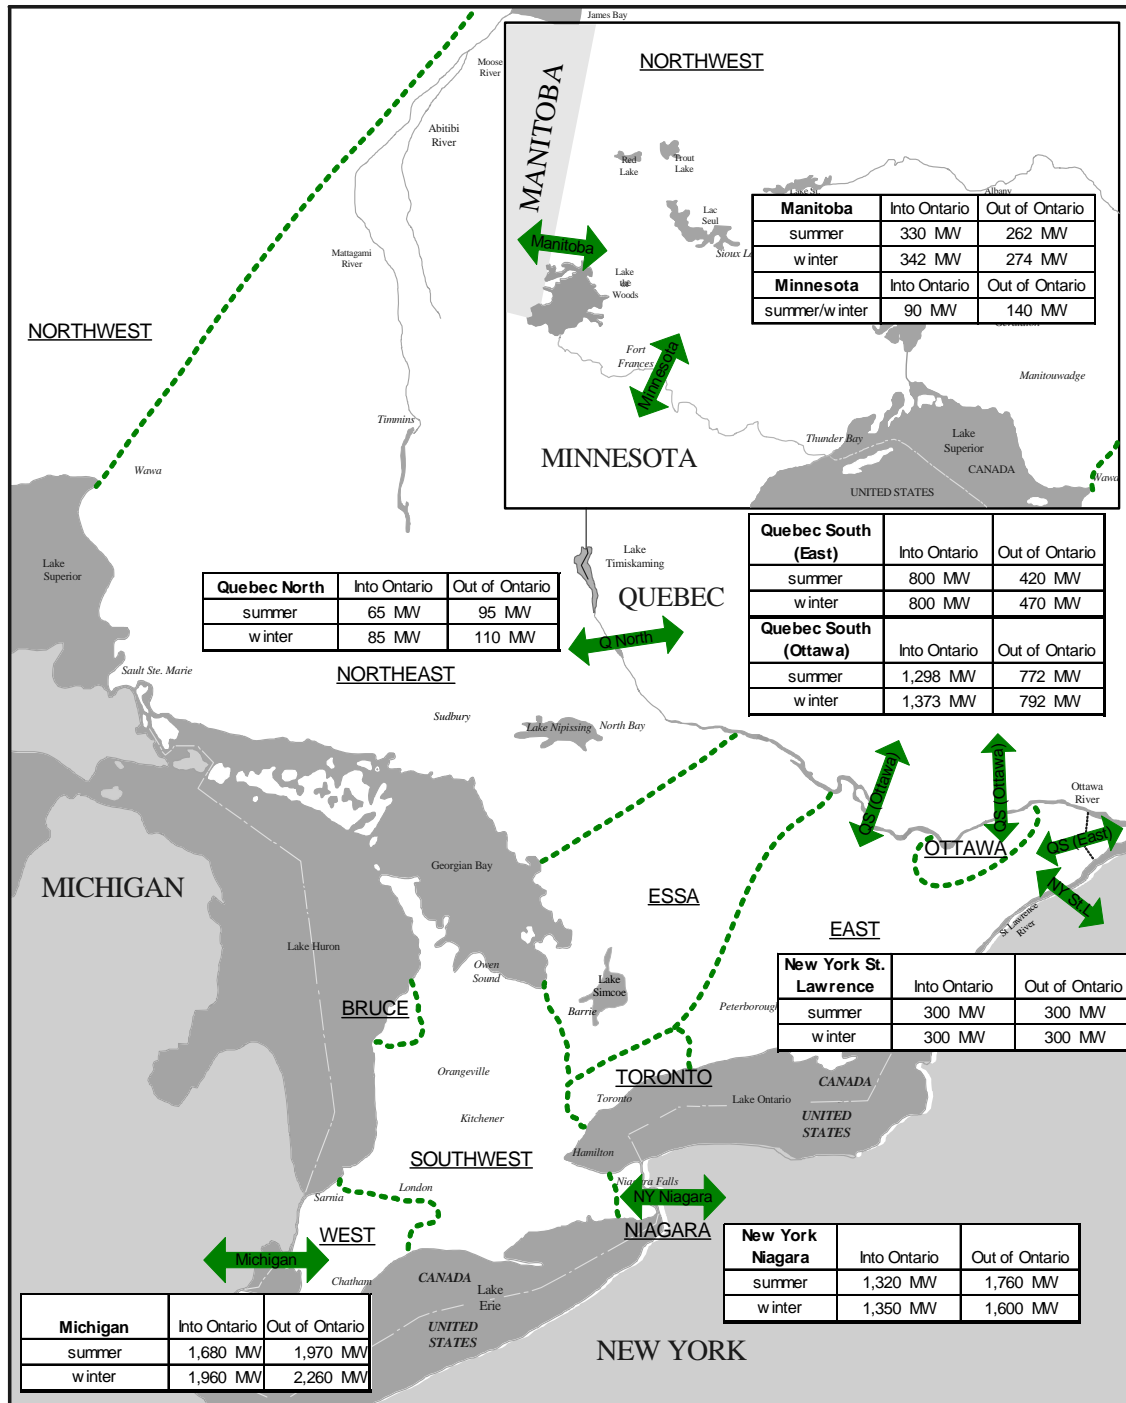 James Bay
NORTHWEST
Moose
River
MANITOBA
Abitibi
River
Red
Lake
Trout
Lake
Lake St.
Albany
Lac
Seul
Manitoba Into Ontario Out of Ontario
summer 330 MW 262 MW
winter 342 MW 274 MW
Minnesota Into Ontario Out of Ontario
summer/winter 90 MW 140 MW
Manitoba
Mattagami
River
Sioux
Lake
of the
Woods
NORTHWEST
Fort
Frances
Minnesota
Manitouwadge
Timmins
Thunder Bay
Lake
Superior
MINNESOTA
CANADA
Wawa
Wawa
UNITED STATES
Lake
Superior
Lake
Timiskaming
Quebec South
(East) Into Ontario Out of Ontario
summer 800 MW 420 MW
winter 800 MW 470 MW
Quebec South
(Ottawa) Into Ontario Out of Ontario
summer 1,298 MW 772 MW
winter 1,373 MW 792 MW
Quebec North Into Ontario Out of Ontario
summer 65 MW 95 MW
winter 85 MW 110 MW
QUEBEC
Q North
Sault Ste. Marie
NORTHEAST
Sudbury
Lake Nipissing
North Bay
QS (Ottawa)
QS (Ottawa)
Ottawa
River
QS (East)
OTTAWA
Georgian Bay
MICHIGAN
ESSA
NY St.L
St Lawrence
River
EAST
Lake Huron
Owen
Sound
Lake
Simcoe
New York St.
Lawrence Into Ontario Out of Ontario
summer 300 MW 300 MW
winter 300 MW 300 MW
BRUCE
Barrie
Peterborough
Orangeville
TORONTO
CANADA
Toronto
Lake Ontario
Kitchener
UNITED
STATES
Hamilton
SOUTHWEST
Niagara Falls
Sarnia
London
NY Niagara
WEST
NIAGARA
Michigan
Chatham
CANADA
Lake
Erie
UNITED
STATES
New York
Niagara Into Ontario Out of Ontario
summer 1,320 MW 1,760 MW
winter 1,350 MW 1,600 MW
Michigan Into Ontario Out of Ontario
summer 1,680 MW 1,970 MW
winter 1,960 MW 2,260 MW
NEW YORK